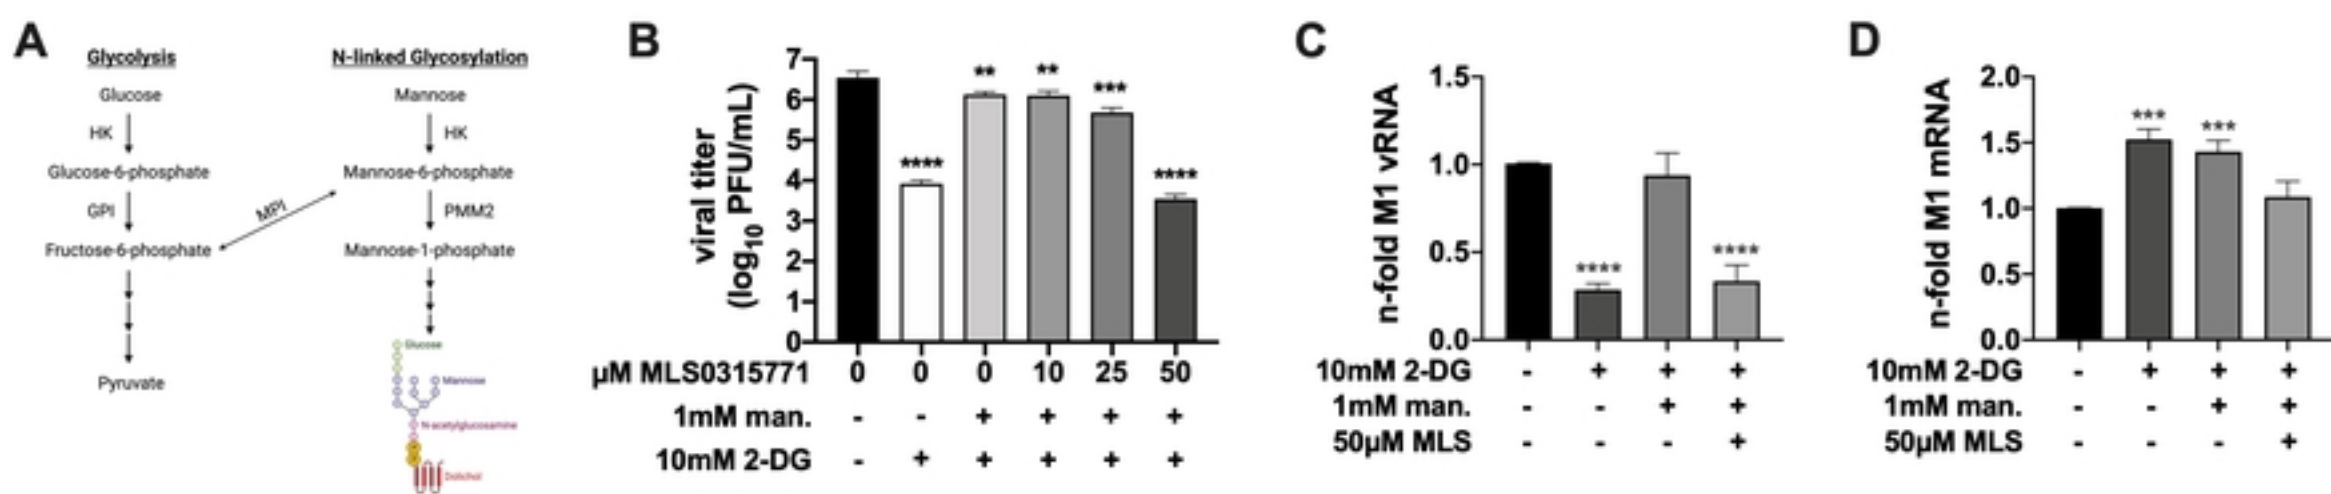 A
Glycolysis
N-linked Glycosylation
Glucose
Mannose
HK
HK
Glucose-6-phosphate
Mannose-6-phosphate
GPI
MPI
PMM2
Fructose-6-phosphate
Mannose-1-phosphate
Pyruvate
Glucose
Mannose
N-acetylglucosamine
Dolichol
B
viral titer
(log10 PFU/mL)
7
6
5
4
3
2
1
0
****
**
**
***
****
µM MLS0315771 0 0 0 10 25 50
1mM man. - - + + + +
10mM 2-DG - + + + + +
C
n-fold M1 vRNA
1.5
1.0
0.5
0.0
****
****
10mM 2-DG - + + +
1mM man. - - + +
50µM MLS - - - +
D
n-fold M1 mRNA
2.0
1.5
1.0
0.5
0.0
***
***
10mM 2-DG - + + +
1mM man. - - + +
50µM MLS - - - +